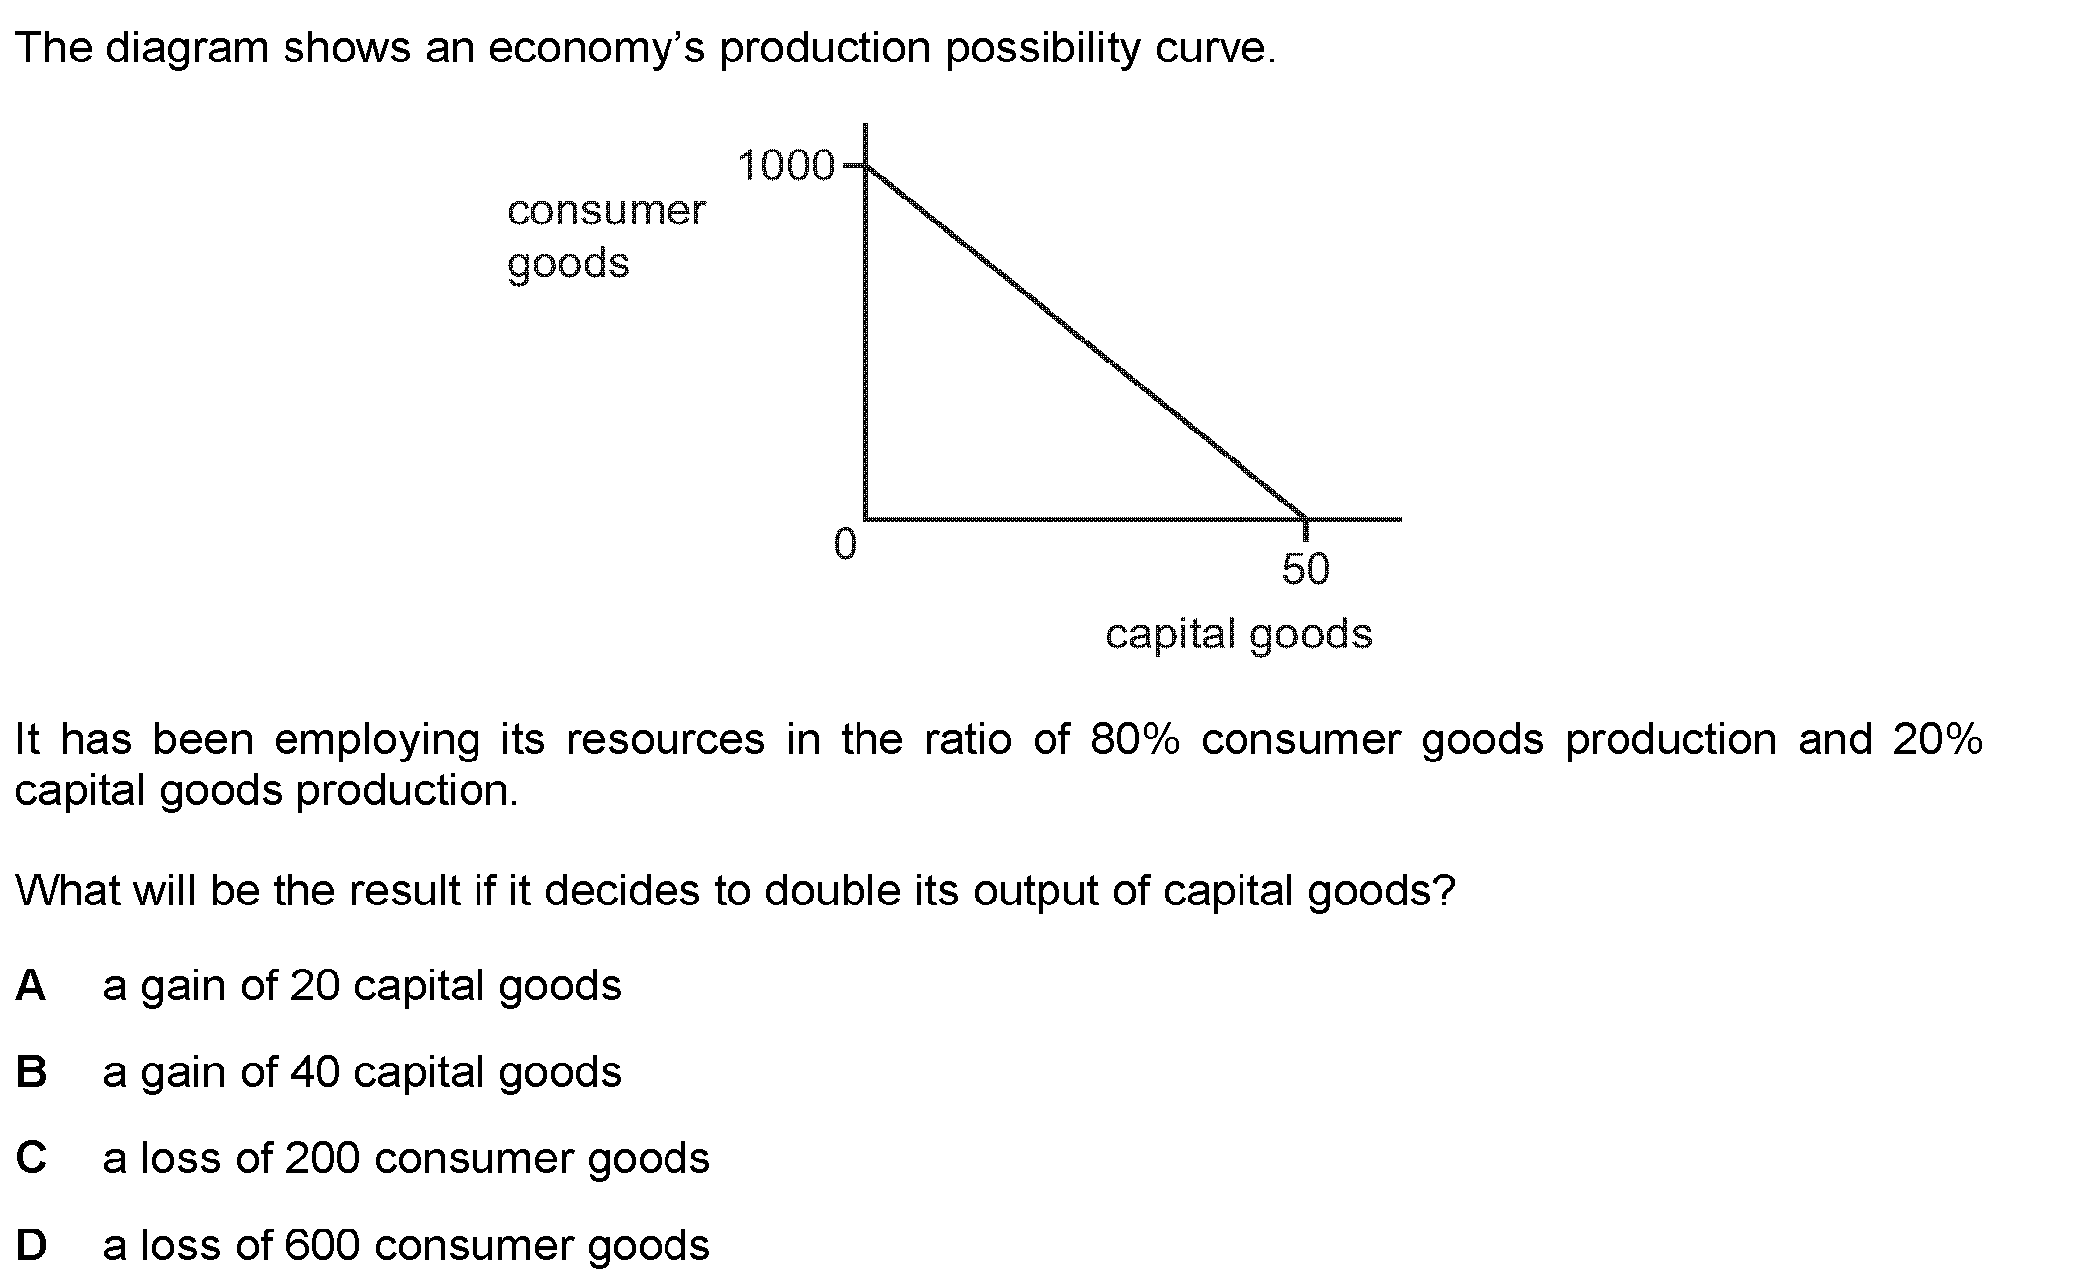 The diagram shows an economy’s production possibility curve.
1000
consumer
goods
0
50
capital goods
It has been employing its resources in the ratio of 80% consumer goods production and 20%
capital goods production.
What will be the result if it decides to double its output of capital goods?
A a gain of 20 capital goods
B a gain of 40 capital goods
C a loss of 200 consumer goods
D a loss of 600 consumer goods